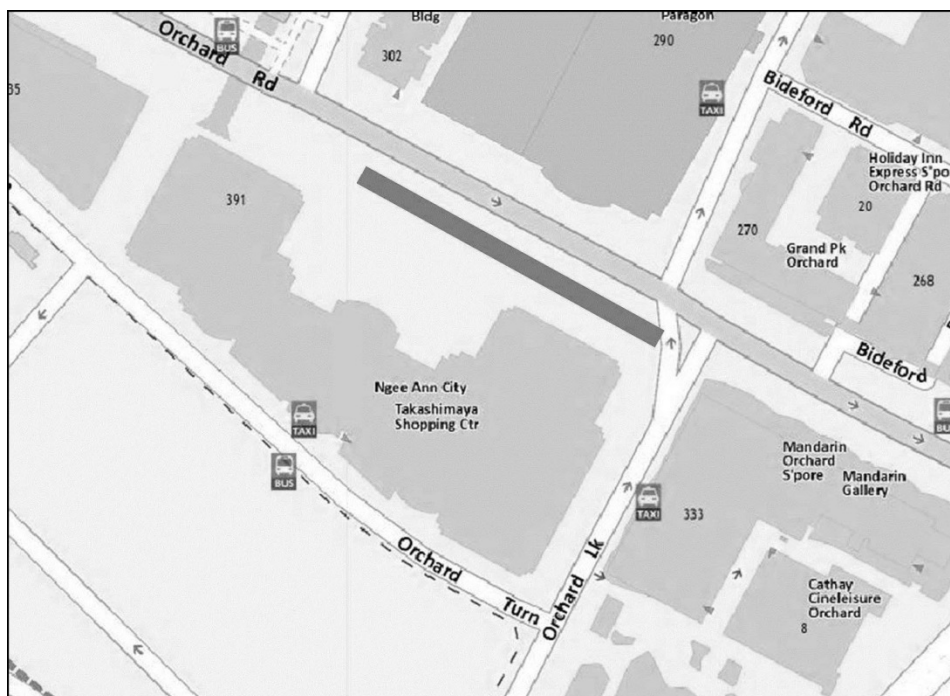 Bldg
Paragon
290
302
BUS
Orchard Rd
35
TAXI
Bideford Rd
Holiday Inn
Express S'po
Orchard Rd
20
391
270
Grand Pk
Orchard
268
Bideford
Ngee Ann City
Takashimaya
Shopping Ctr
TAXI
BUS
BU
Mandarin
Orchard
S'pore
Mandarin
Gallery
TAXI
333
Orchard Turn
Orchard Lk
Cathay
Cineleisure
Orchard
8